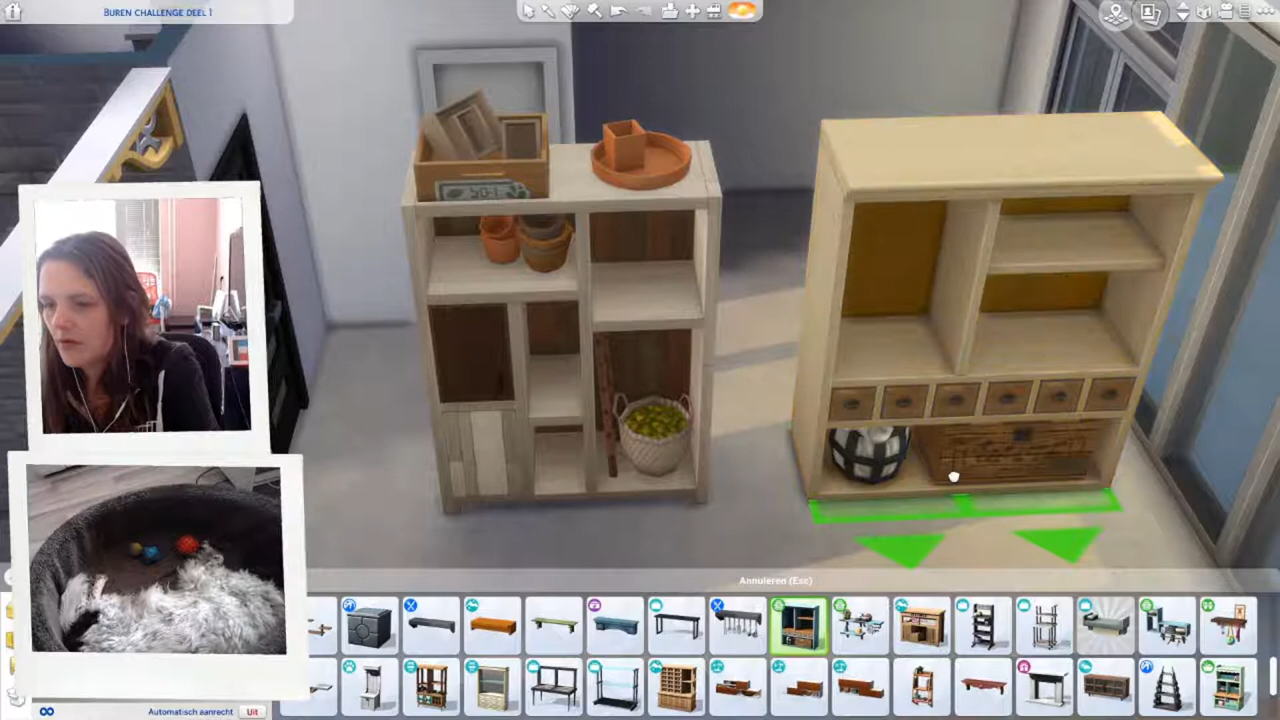 BUREN CHALLENGE DEEL 1
Annuleren (Esc)
Automatisch aanrecht
Uit